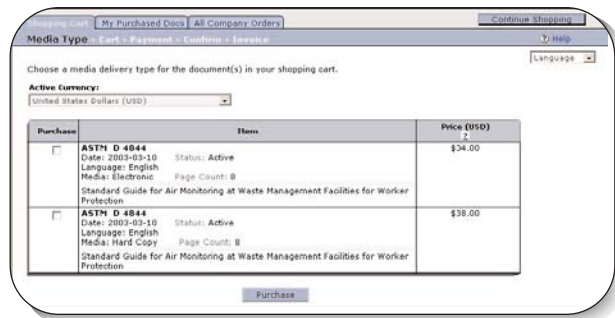 Shopping Cart My Purchased Docs All Company Orders Continue Shopping
Media Type - Cart - Payment - Confirm - Invoice Help
Language
Choose a media delivery type for the document(s) in your shopping cart.
Active Currency:
United States Dollars (USD)
Purchase Item Price (USD)
?
ASTM D 4844 $34.00
Date: 2003-03-10 Status: Active
Language: English
Media: Electronic Page Count: 8
Standard Guide for Air Monitoring at Waste Management Facilities for Worker
Protection
ASTM D 4844 $38.00
Date: 2003-03-10 Status: Active
Language: English
Media: Hard Copy Page Count: 8
Standard Guide for Air Monitoring at Waste Management Facilities for Worker
Protection
Purchase